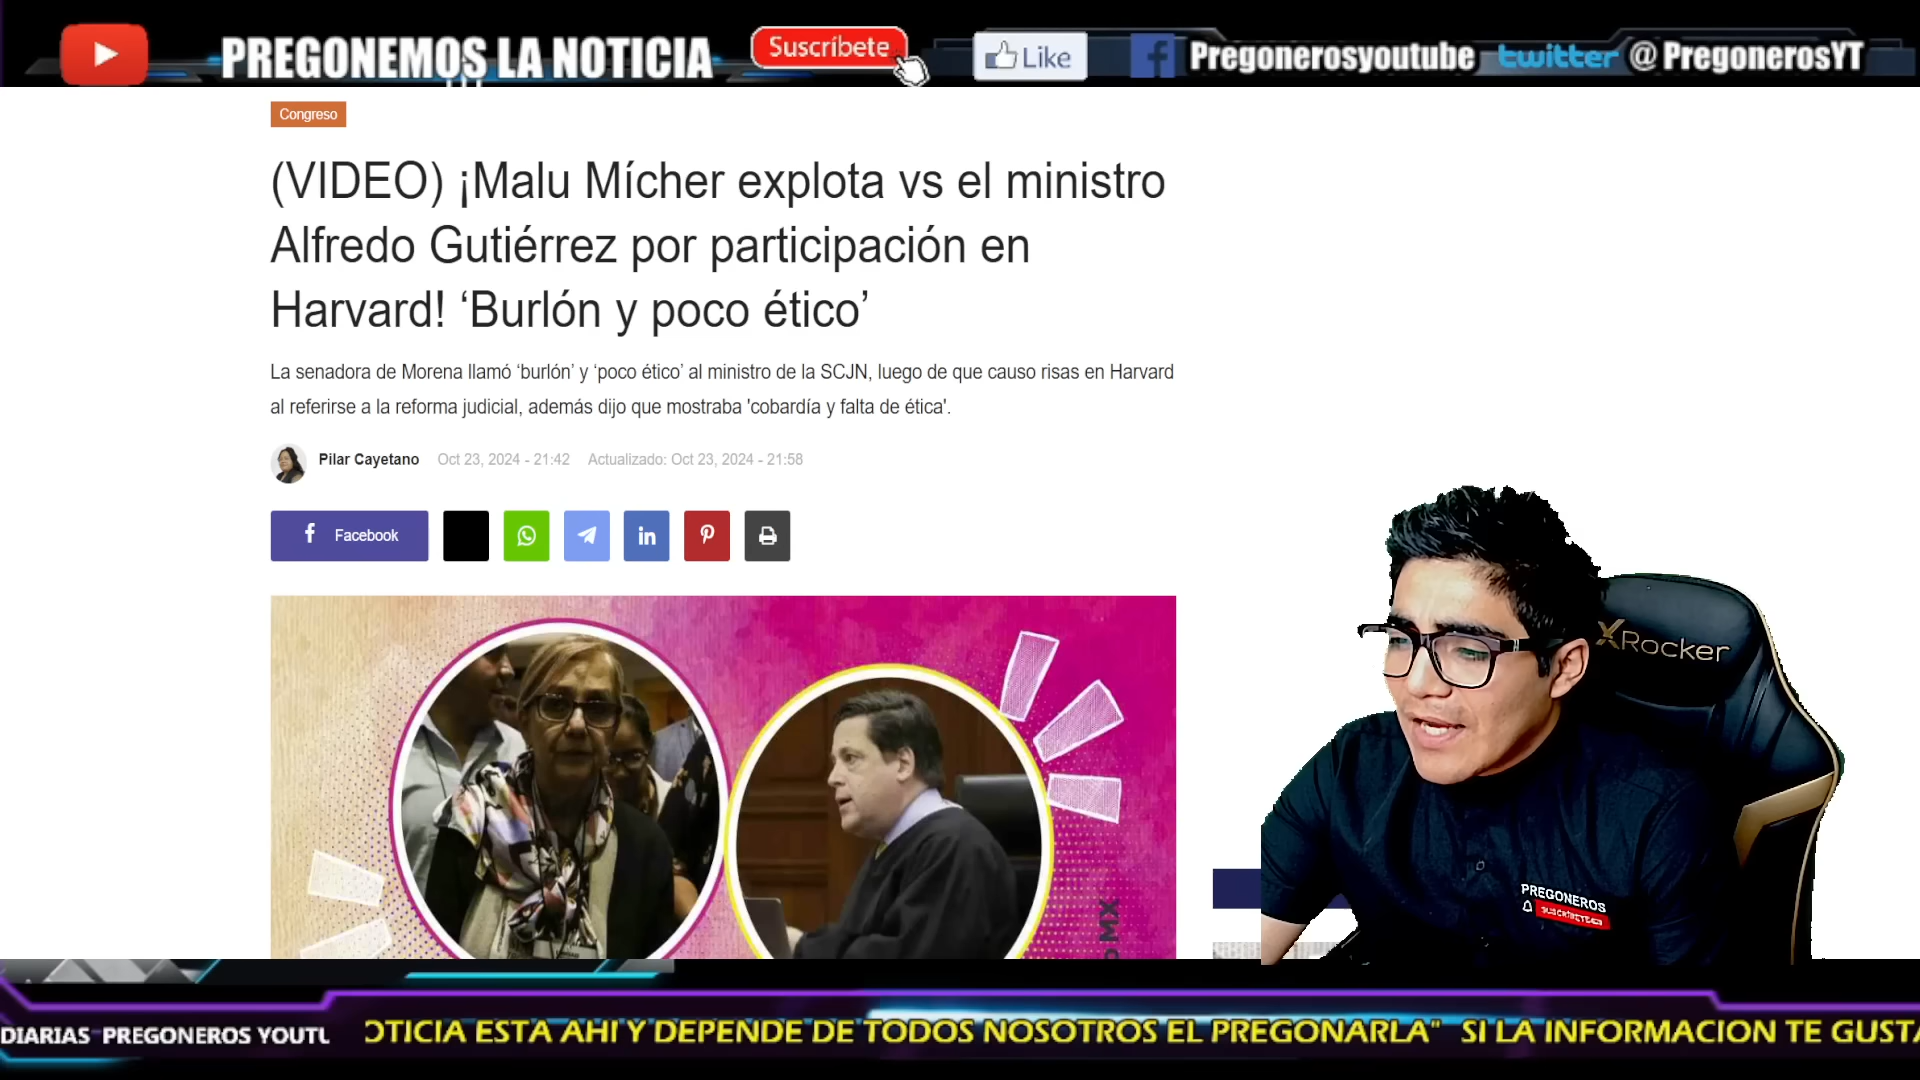 PREGONEMOS LA NOTICIA
Suscríbete
Like
Pregonerosyoutube
twitter @PregonerosYT
Congreso
(VIDEO) ¡Malu Mícher explota vs el ministro
Alfredo Gutiérrez por participación en
Harvard! ‘Burlón y poco ético’
La senadora de Morena llamó ‘burlón’ y ‘poco ético’ al ministro de la SCJN, luego de que causo risas en Harvard
al referirse a la reforma judicial, además dijo que mostraba 'cobardía y falta de ética'.
Pilar Cayetano Oct 23, 2024 - 21:42 Actualizado: Oct 23, 2024 - 21:58
Facebook
XRocker
PREGONEROS
MX
DIARIAS PREGONEROS YOUTU
OTICIA ESTA AHI Y DEPENDE DE TODOS NOSOTROS EL PREGONARLA" SI LA INFORMACION TE GUSTA